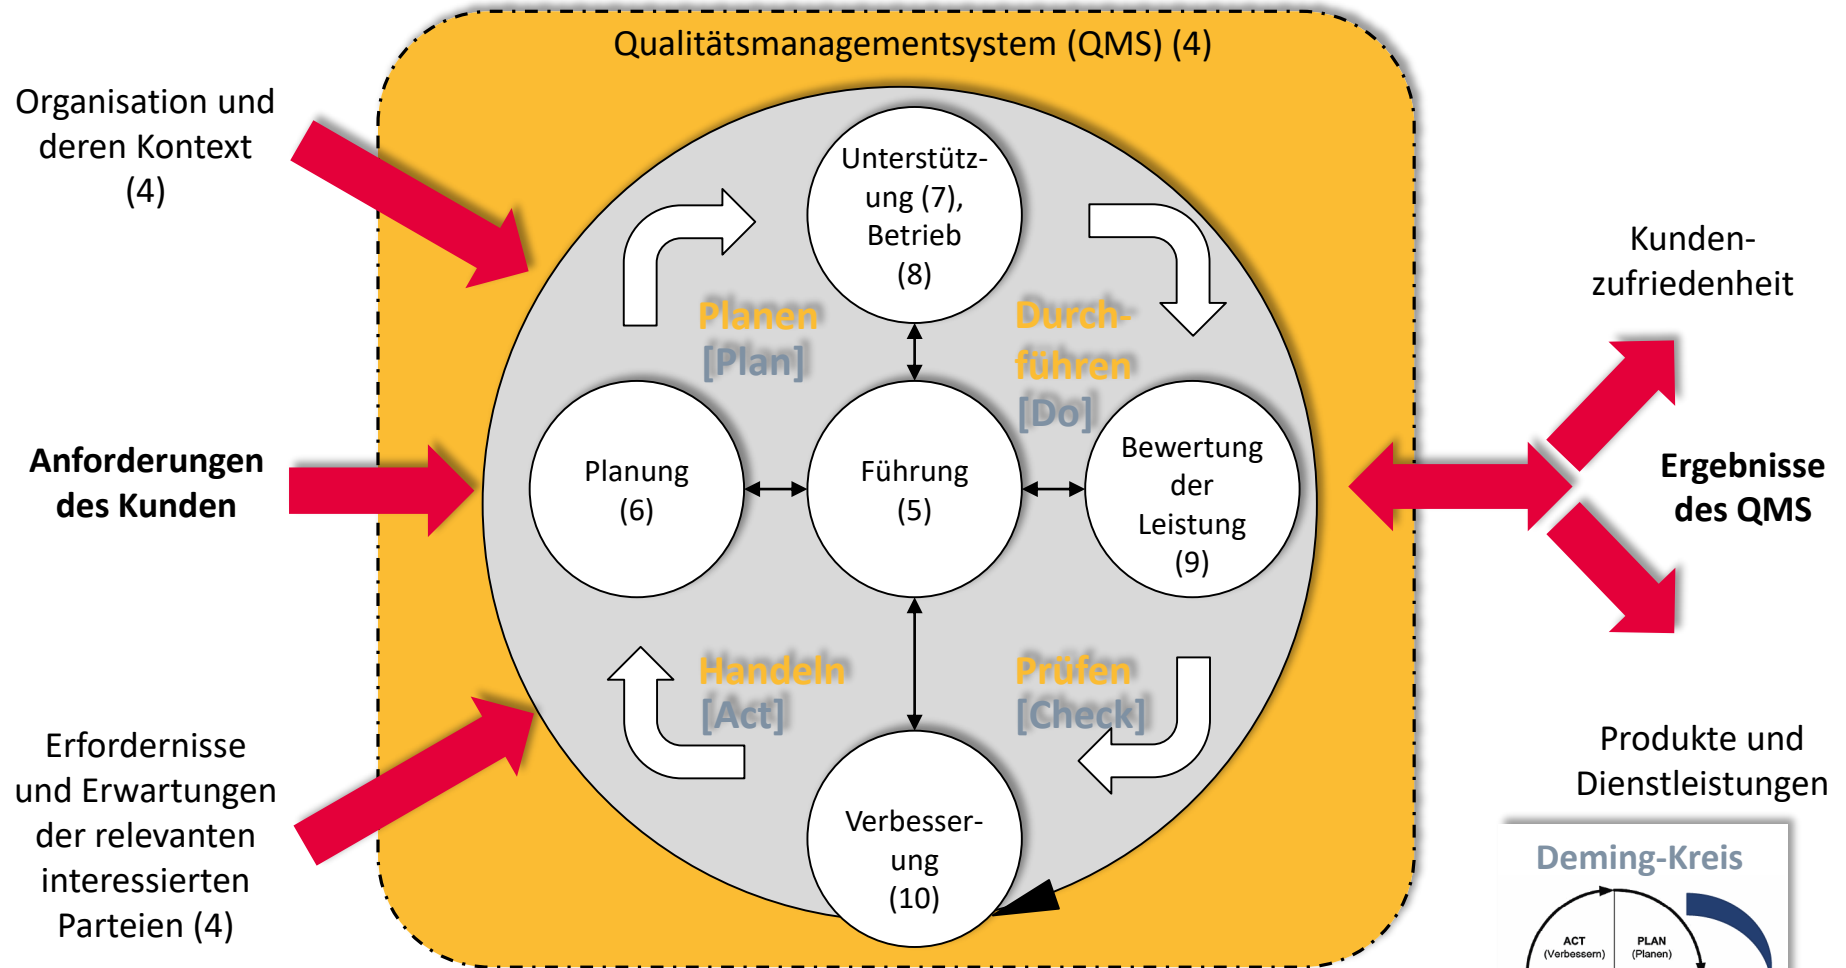 Qualitätsmanagementsystem (QMS) (4)
Organisation und
deren Kontext
(4)
Anforderungen
des Kunden
Erfordernisse
und Erwartungen
der relevanten
interessierten
Parteien (4)
Unterstütz-
ung (7),
Betrieb
(8)
Planen
[Plan]
Durch-
führen
[Do]
Planung
(6)
Führung
(5)
Bewertung
der
Leistung
(9)
Handeln
[Act]
Prüfen
[Check]
Verbesser-
ung
(10)
Kunden-
zufriedenheit
Ergebnisse
des QMS
Produkte und
Dienstleistungen
Deming-Kreis
ACT
(Verbessern)
PLAN
(Planen)